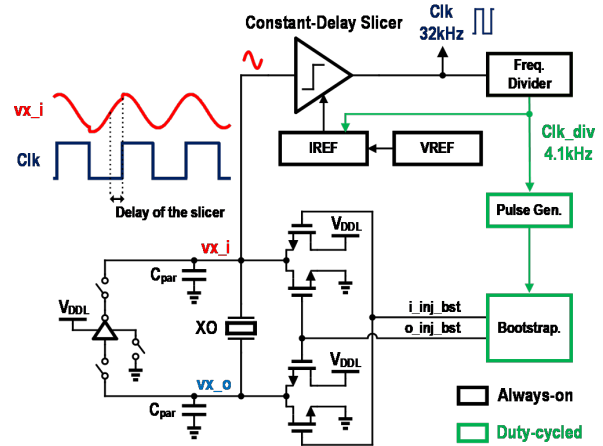 Constant-Delay Slicer
Clk
32kHz
Freq.
Divider
vx_i
Clk
Delay of the slicer
IREF
VREF
Clk_div
4.1kHz
Pulse Gen.
VDDL
vx_i
Cpar
VDDL
XO
i_inj_bst
o_inj_bst
Bootstrap.
VDDL
vx_o
Cpar
VDDL
Always-on
Duty-cycled